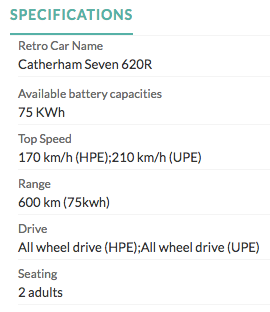 SPECIFICATIONS
Retro Car Name
Catherham Seven 620R
Available battery capacities
75 KWh
Top Speed
170 km/h (HPE);210 km/h (UPE)
Range
600 km (75kwh)
Drive
All wheel drive (HPE);All wheel drive (UPE)
Seating
2 adults